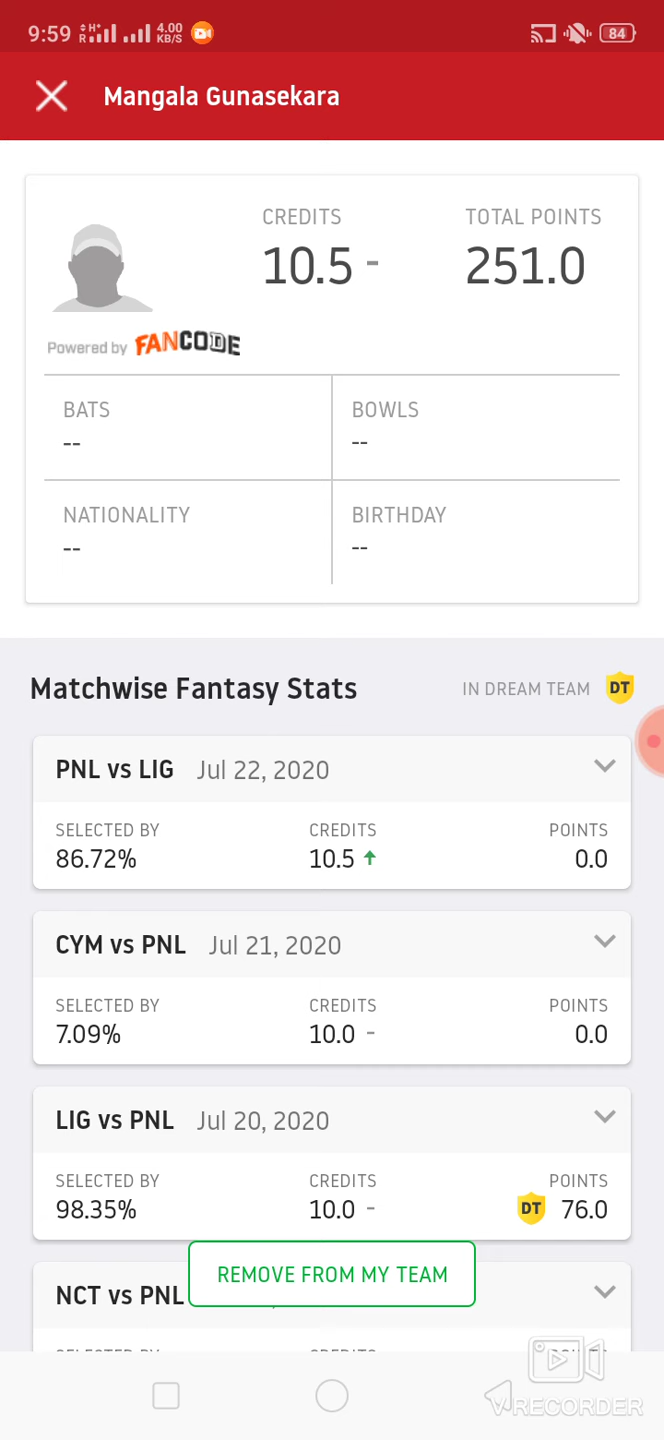 9:59 R H+ 4.00 KB/S 84
Mangala Gunasekara
CREDITS TOTAL POINTS
10.5 - 251.0
Powered by FANCODE
BATS BOWLS
-- --
NATIONALITY BIRTHDAY
-- --
Matchwise Fantasy Stats IN DREAM TEAM DT
PNL vs LIG Jul 22, 2020
SELECTED BY CREDITS POINTS
86.72% 10.5 0.0
CYM vs PNL Jul 21, 2020
SELECTED BY CREDITS POINTS
7.09% 10.0 - 0.0
LIG vs PNL Jul 20, 2020
SELECTED BY CREDITS POINTS
98.35% 10.0 - DT 76.0
REMOVE FROM MY TEAM
NCT vs PNL
VRECORDER